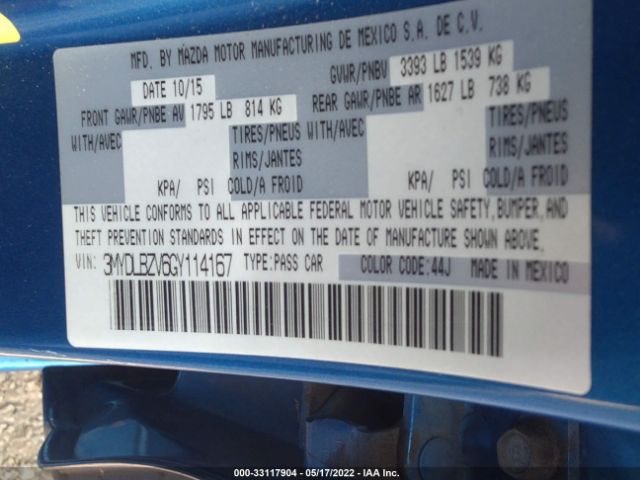 MFD. BY MAZDA MOTOR MANUFACTURING DE MEXICO S.A. DE C.V.
DATE 10/15 GVWR/PNBV 3393 LB 1539 KG
FRONT GAWR/PNBE AV 1795 LB 814 KG REAR GAWR/PNBE AR 1627 LB 738 KG
WITH/AVEC TIRES/PNEUS WITH/AVEC TIRES/PNEUS
RIMS/JANTES RIMS/JANTES
KPA/ PSI COLD/A FROID KPA/ PSI COLD/A FROID
THIS VEHICLE CONFORMS TO ALL APPLICABLE FEDERAL MOTOR VEHICLE SAFETY, BUMPER, AND
THEFT PREVENTION STANDARDS IN EFFECT ON THE DATE OF MANUFACTURE SHOWN ABOVE.
VIN: 3MYDLBZV6GY114167 TYPE:PASS CAR COLOR CODE:44J MADE IN MEXICO
000-33117904 - 05/17/2022 - IAA Inc.